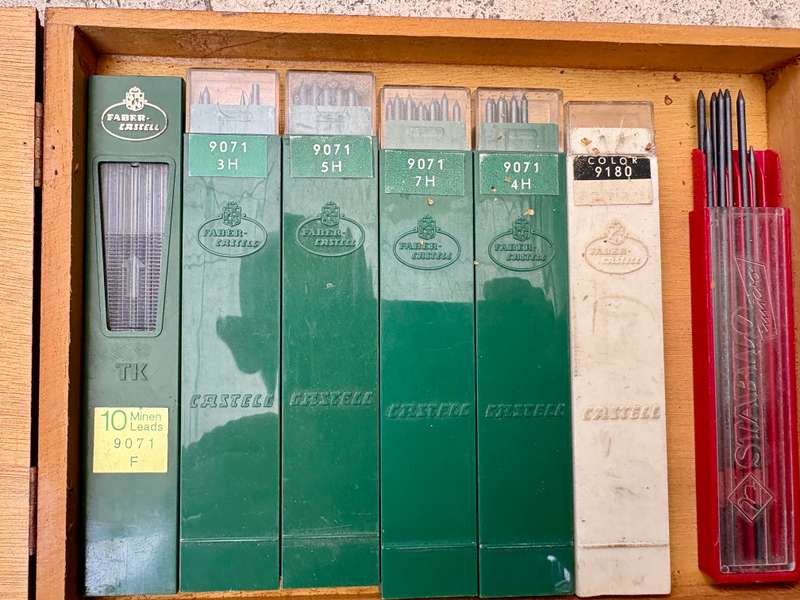 FABER-
CASTELL
TK
10 Minen
Leads
9071
F
9071
3H
FABER-
CASTELL
CASTELL
9071
5H
FABER-
CASTELL
CASTELL
9071
7H
FABER-
CASTELL
CASTELL
9071
4H
FABER-
CASTELL
CASTELL
COLOR
9180
FABER-
CASTELL
CASTELL
STABILO